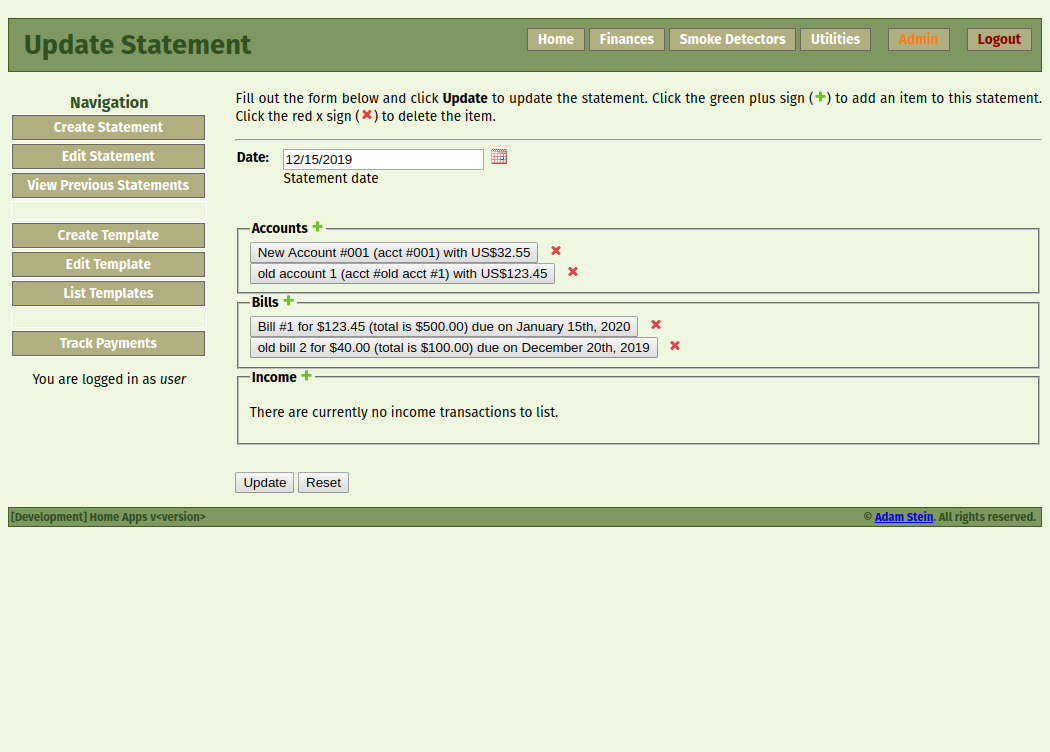 Update Statement
Home Finances Smoke Detectors Utilities Admin Logout
Navigation
Create Statement
Edit Statement
View Previous Statements
Create Template
Edit Template
List Templates
Track Payments
You are logged in as user
Fill out the form below and click Update to update the statement. Click the green plus sign (+) to add an item to this statement.
Click the red x sign (×) to delete the item.
Date: 12/15/2019
Statement date
Accounts
New Account #001 (acct #001) with US$32.55
old account 1 (acct #old acct #1) with US$123.45
Bills
Bill #1 for $123.45 (total is $500.00) due on January 15th, 2020
old bill 2 for $40.00 (total is $100.00) due on December 20th, 2019
Income
There are currently no income transactions to list.
Update Reset
[Development] Home Apps v<version>
© Adam Stein. All rights reserved.